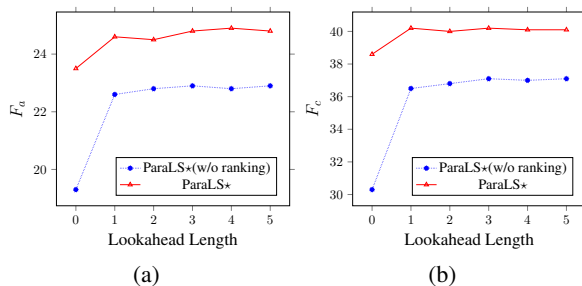 24
22
20
F_a
ParaLS⋆(w/o ranking)
ParaLS⋆
0 1 2 3 4 5
Lookahead Length
(a)
40
38
36
34
32
30
F_c
ParaLS⋆(w/o ranking)
ParaLS⋆
0 1 2 3 4 5
Lookahead Length
(b)